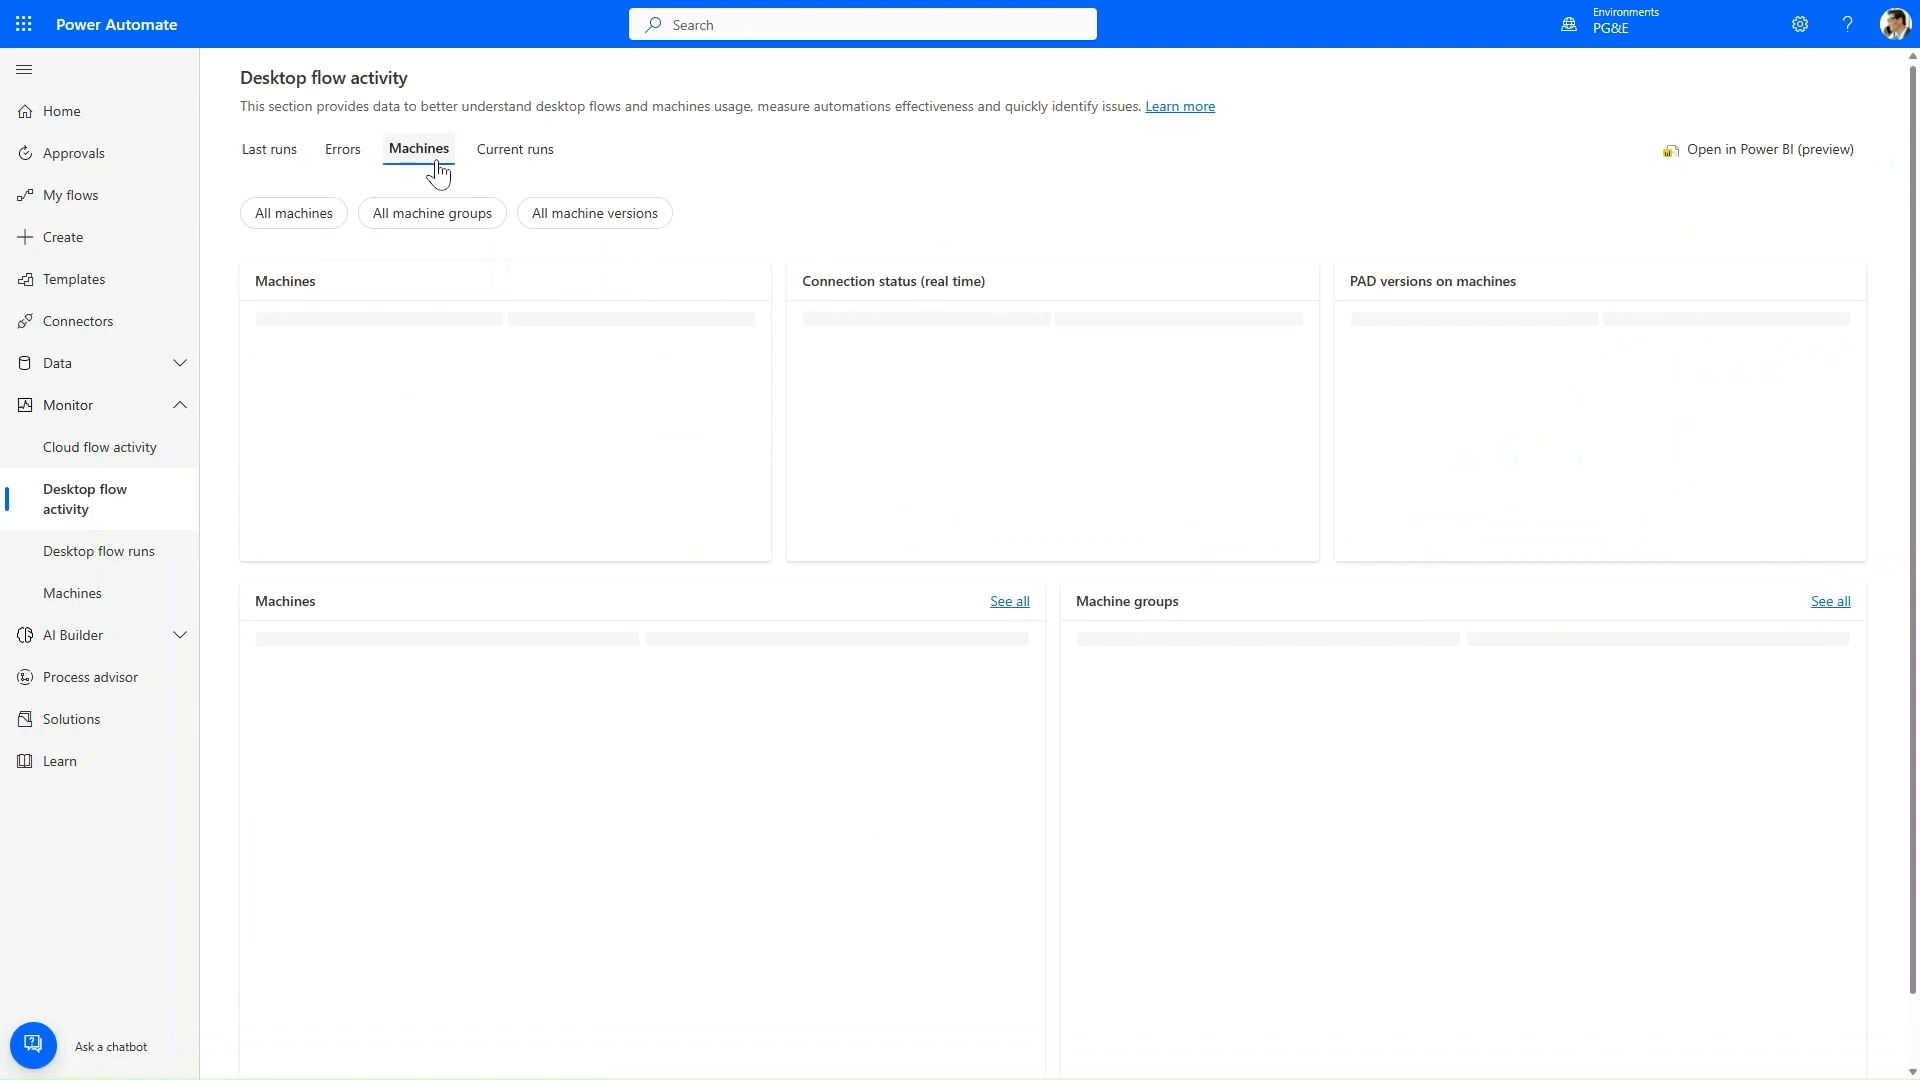 Power Automate
Search
Environments
PG&E
?
Home
Approvals
My flows
Create
Templates
Connectors
Data
Monitor
Cloud flow activity
Desktop flow
activity
Desktop flow runs
Machines
AI Builder
Process advisor
Solutions
Learn
Ask a chatbot
Desktop flow activity
This section provides data to better understand desktop flows and machines usage, measure automations effectiveness and quickly identify issues. Learn more
Last runs
Errors
Machines
Current runs
Open in Power BI (preview)
All machines
All machine groups
All machine versions
Machines
Connection status (real time)
PAD versions on machines
Machines
See all
Machine groups
See all